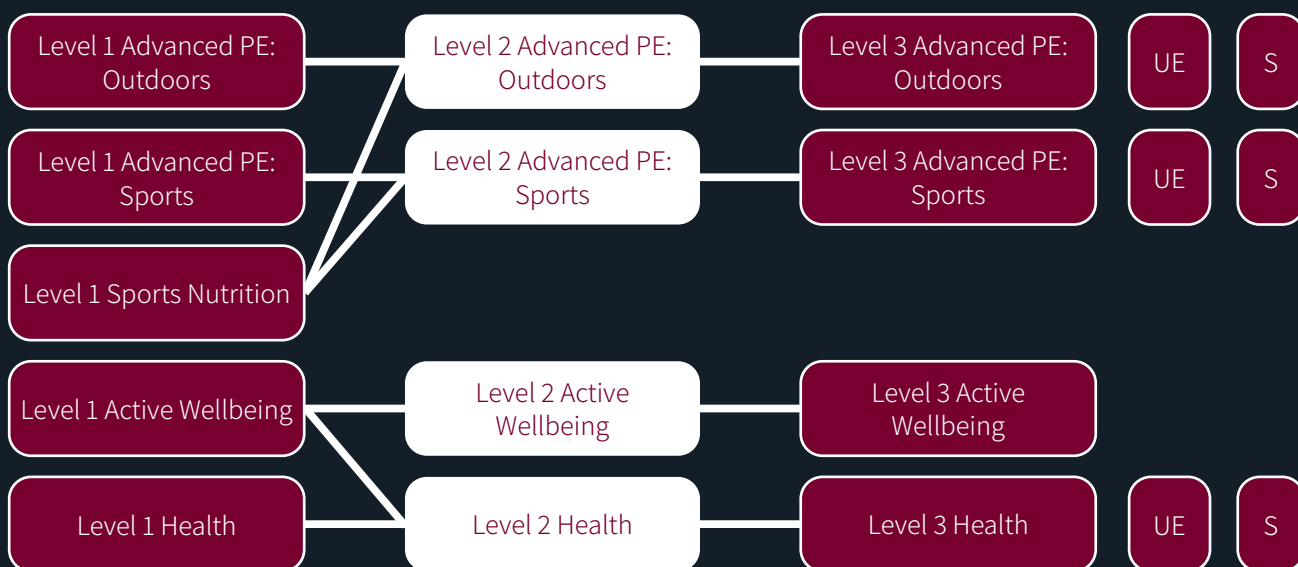 Level 1 Advanced PE:
Outdoors
Level 2 Advanced PE:
Outdoors
Level 3 Advanced PE:
Outdoors
UE
S
Level 1 Advanced PE:
Sports
Level 2 Advanced PE:
Sports
Level 3 Advanced PE:
Sports
UE
S
Level 1 Sports Nutrition
Level 1 Active Wellbeing
Level 2 Active
Wellbeing
Level 3 Active
Wellbeing
Level 1 Health
Level 2 Health
Level 3 Health
UE
S